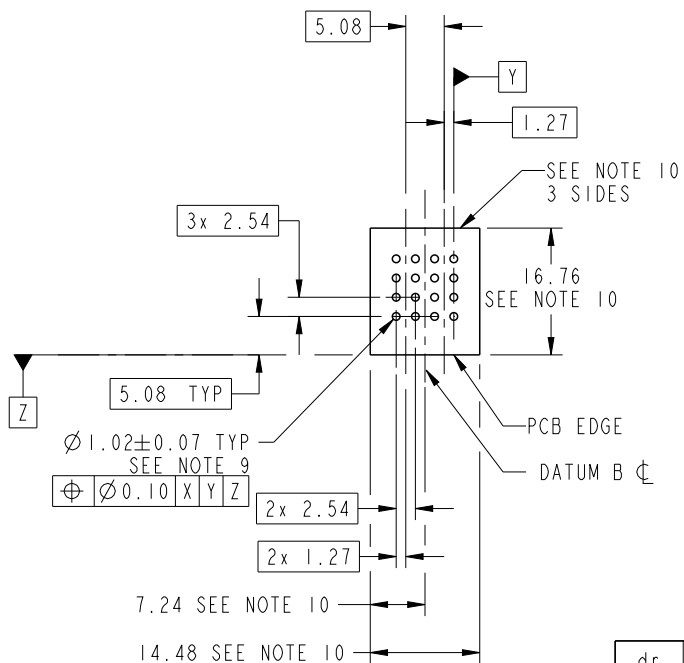 5.08
Y
1.27
SEE NOTE 10
3 SIDES
3x 2.54
16.76
SEE NOTE 10
5.08 TYP
Z
Ø1.02±0.07 TYP
SEE NOTE 9
⌖ Ø0.10 X Y Z
PCB EDGE
DATUM B ℄
2x 2.54
2x 1.27
7.24 SEE NOTE 10
14.48 SEE NOTE 10
dr